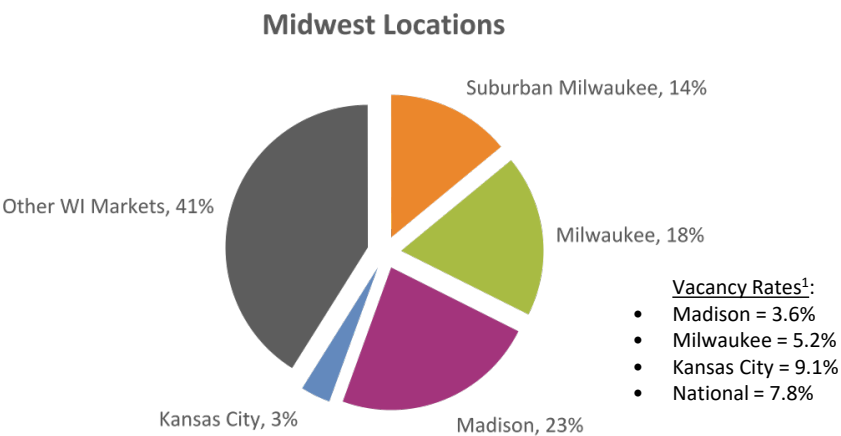 Midwest Locations
Suburban Milwaukee, 14%
Other WI Markets, 41%
Milwaukee, 18%
Vacancy Rates1:
• Madison = 3.6%
• Milwaukee = 5.2%
• Kansas City = 9.1%
• National = 7.8%
Kansas City, 3%
Madison, 23%